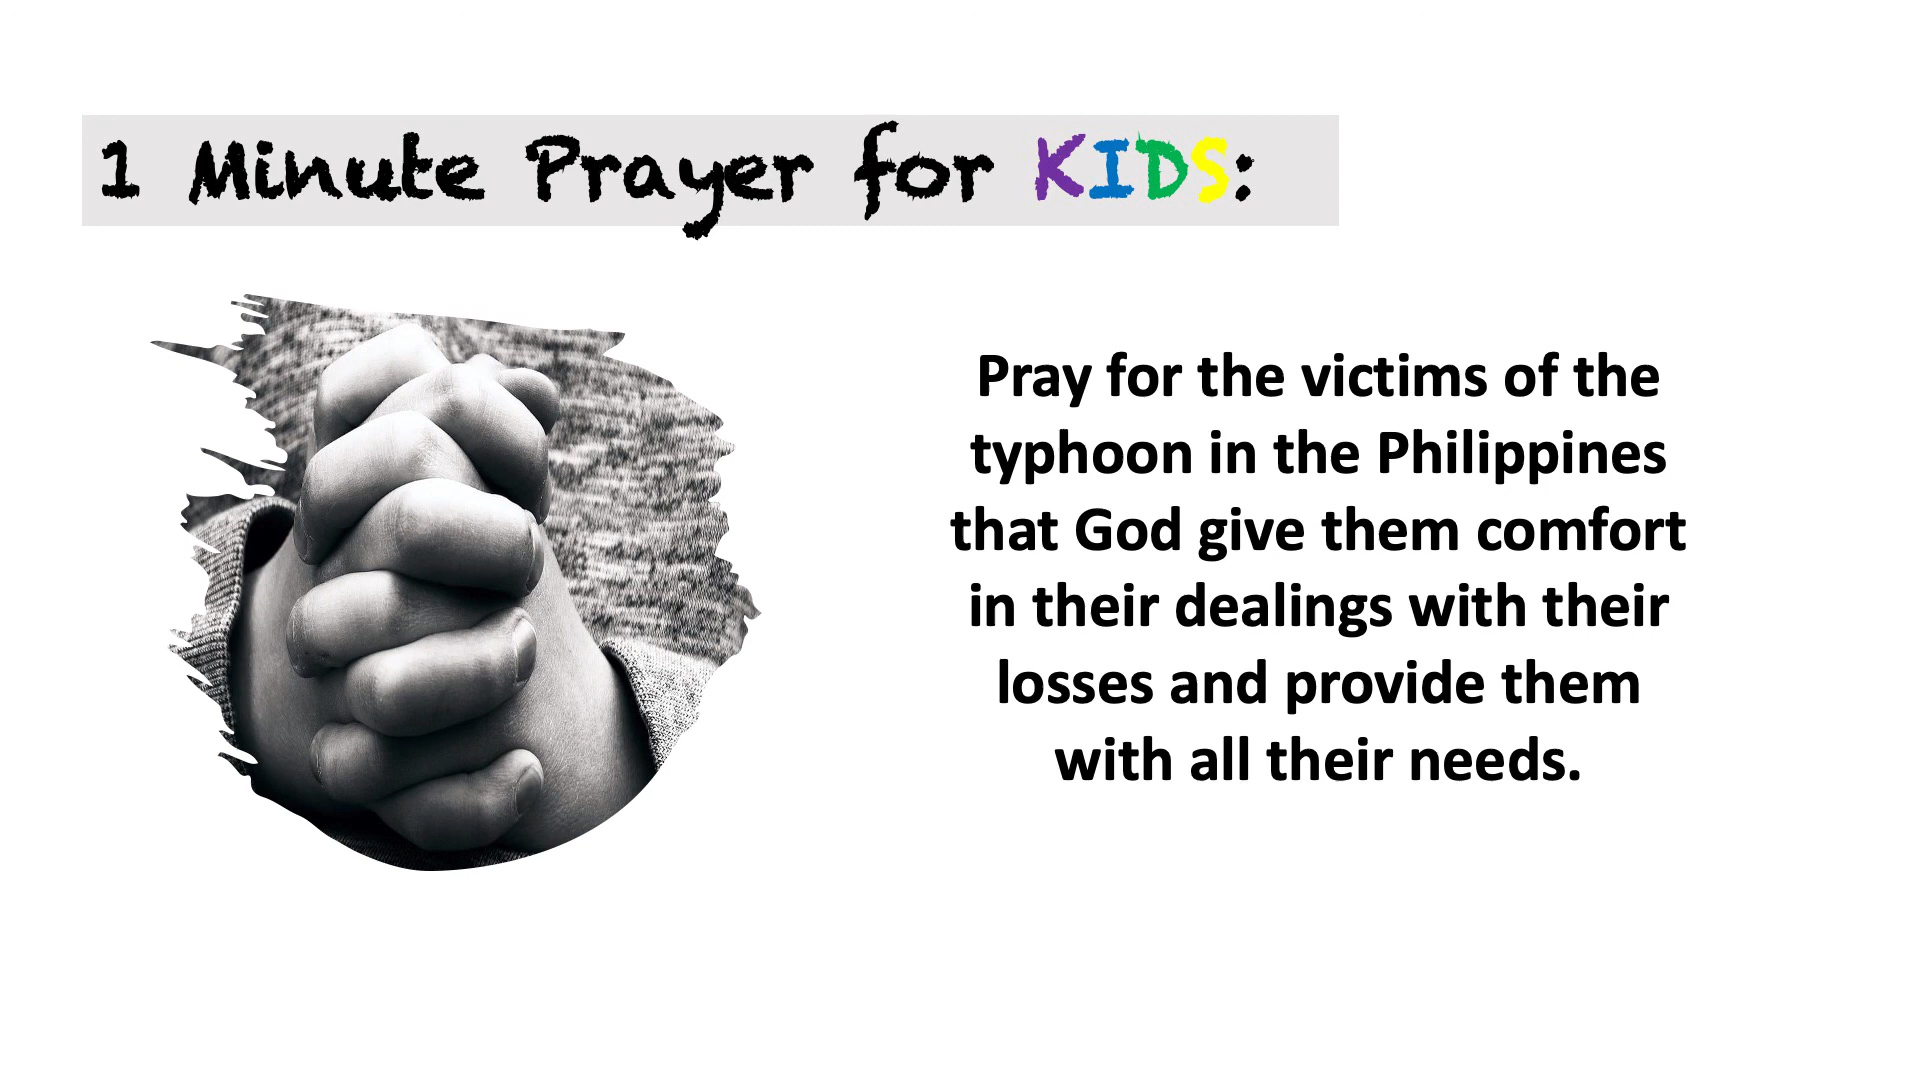 1 Minute Prayer for KIDS:
Pray for the victims of the
typhoon in the Philippines
that God give them comfort
in their dealings with their
losses and provide them
with all their needs.